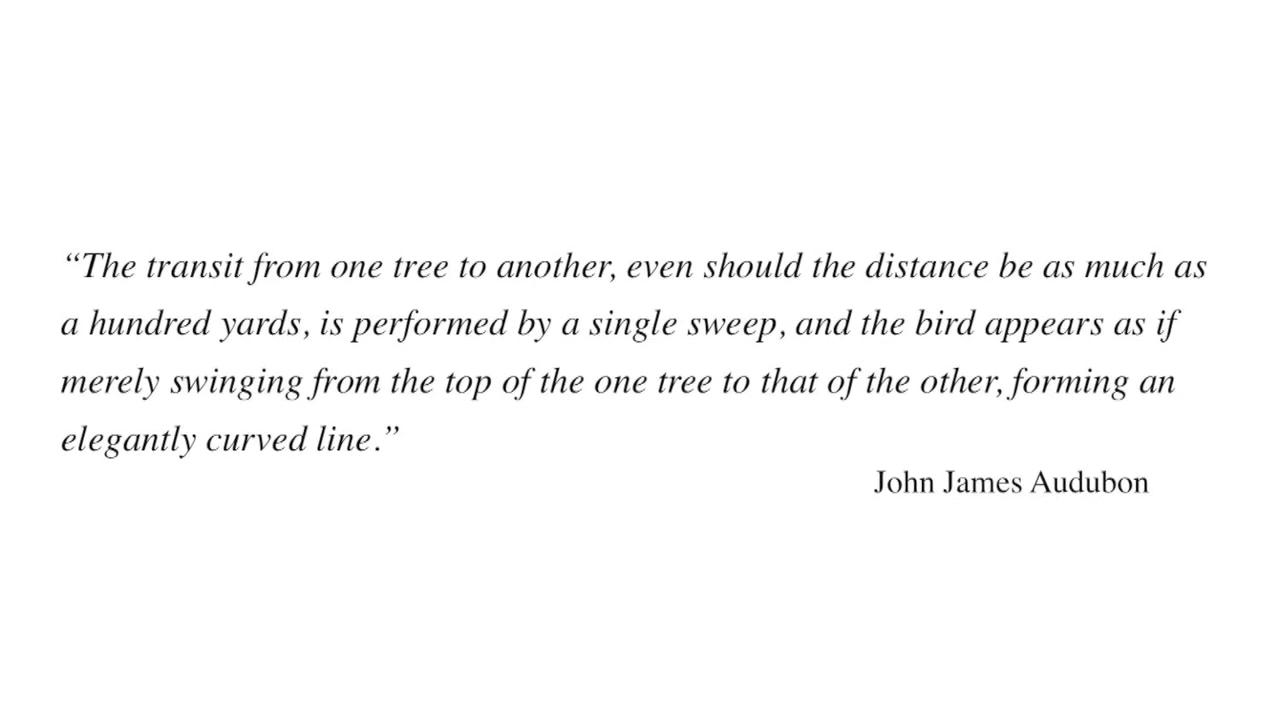 “The transit from one tree to another, even should the distance be as much as
a hundred yards, is performed by a single sweep, and the bird appears as if
merely swinging from the top of the one tree to that of the other, forming an
elegantly curved line.”
John James Audubon